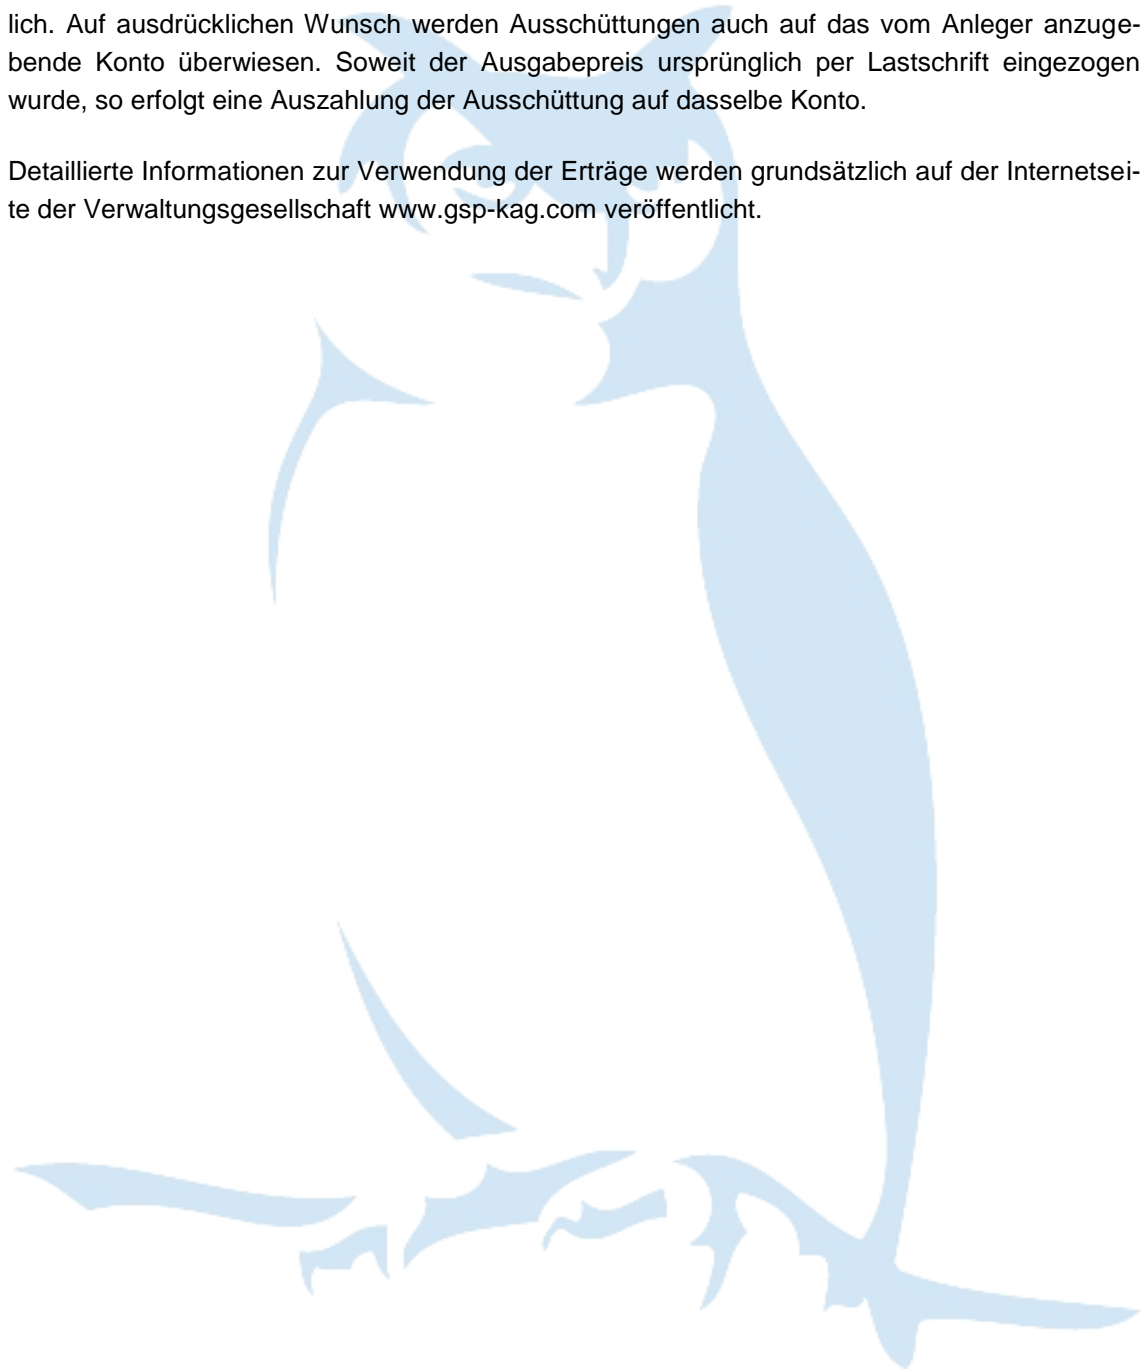 lich. Auf ausdrücklichen Wunsch werden Ausschüttungen auch auf das vom Anleger anzuge-
bende Konto überwiesen. Soweit der Ausgabepreis ursprünglich per Lastschrift eingezogen
wurde, so erfolgt eine Auszahlung der Ausschüttung auf dasselbe Konto.
Detaillierte Informationen zur Verwendung der Erträge werden grundsätzlich auf der Internetsei-
te der Verwaltungsgesellschaft www.gsp-kag.com veröffentlicht.